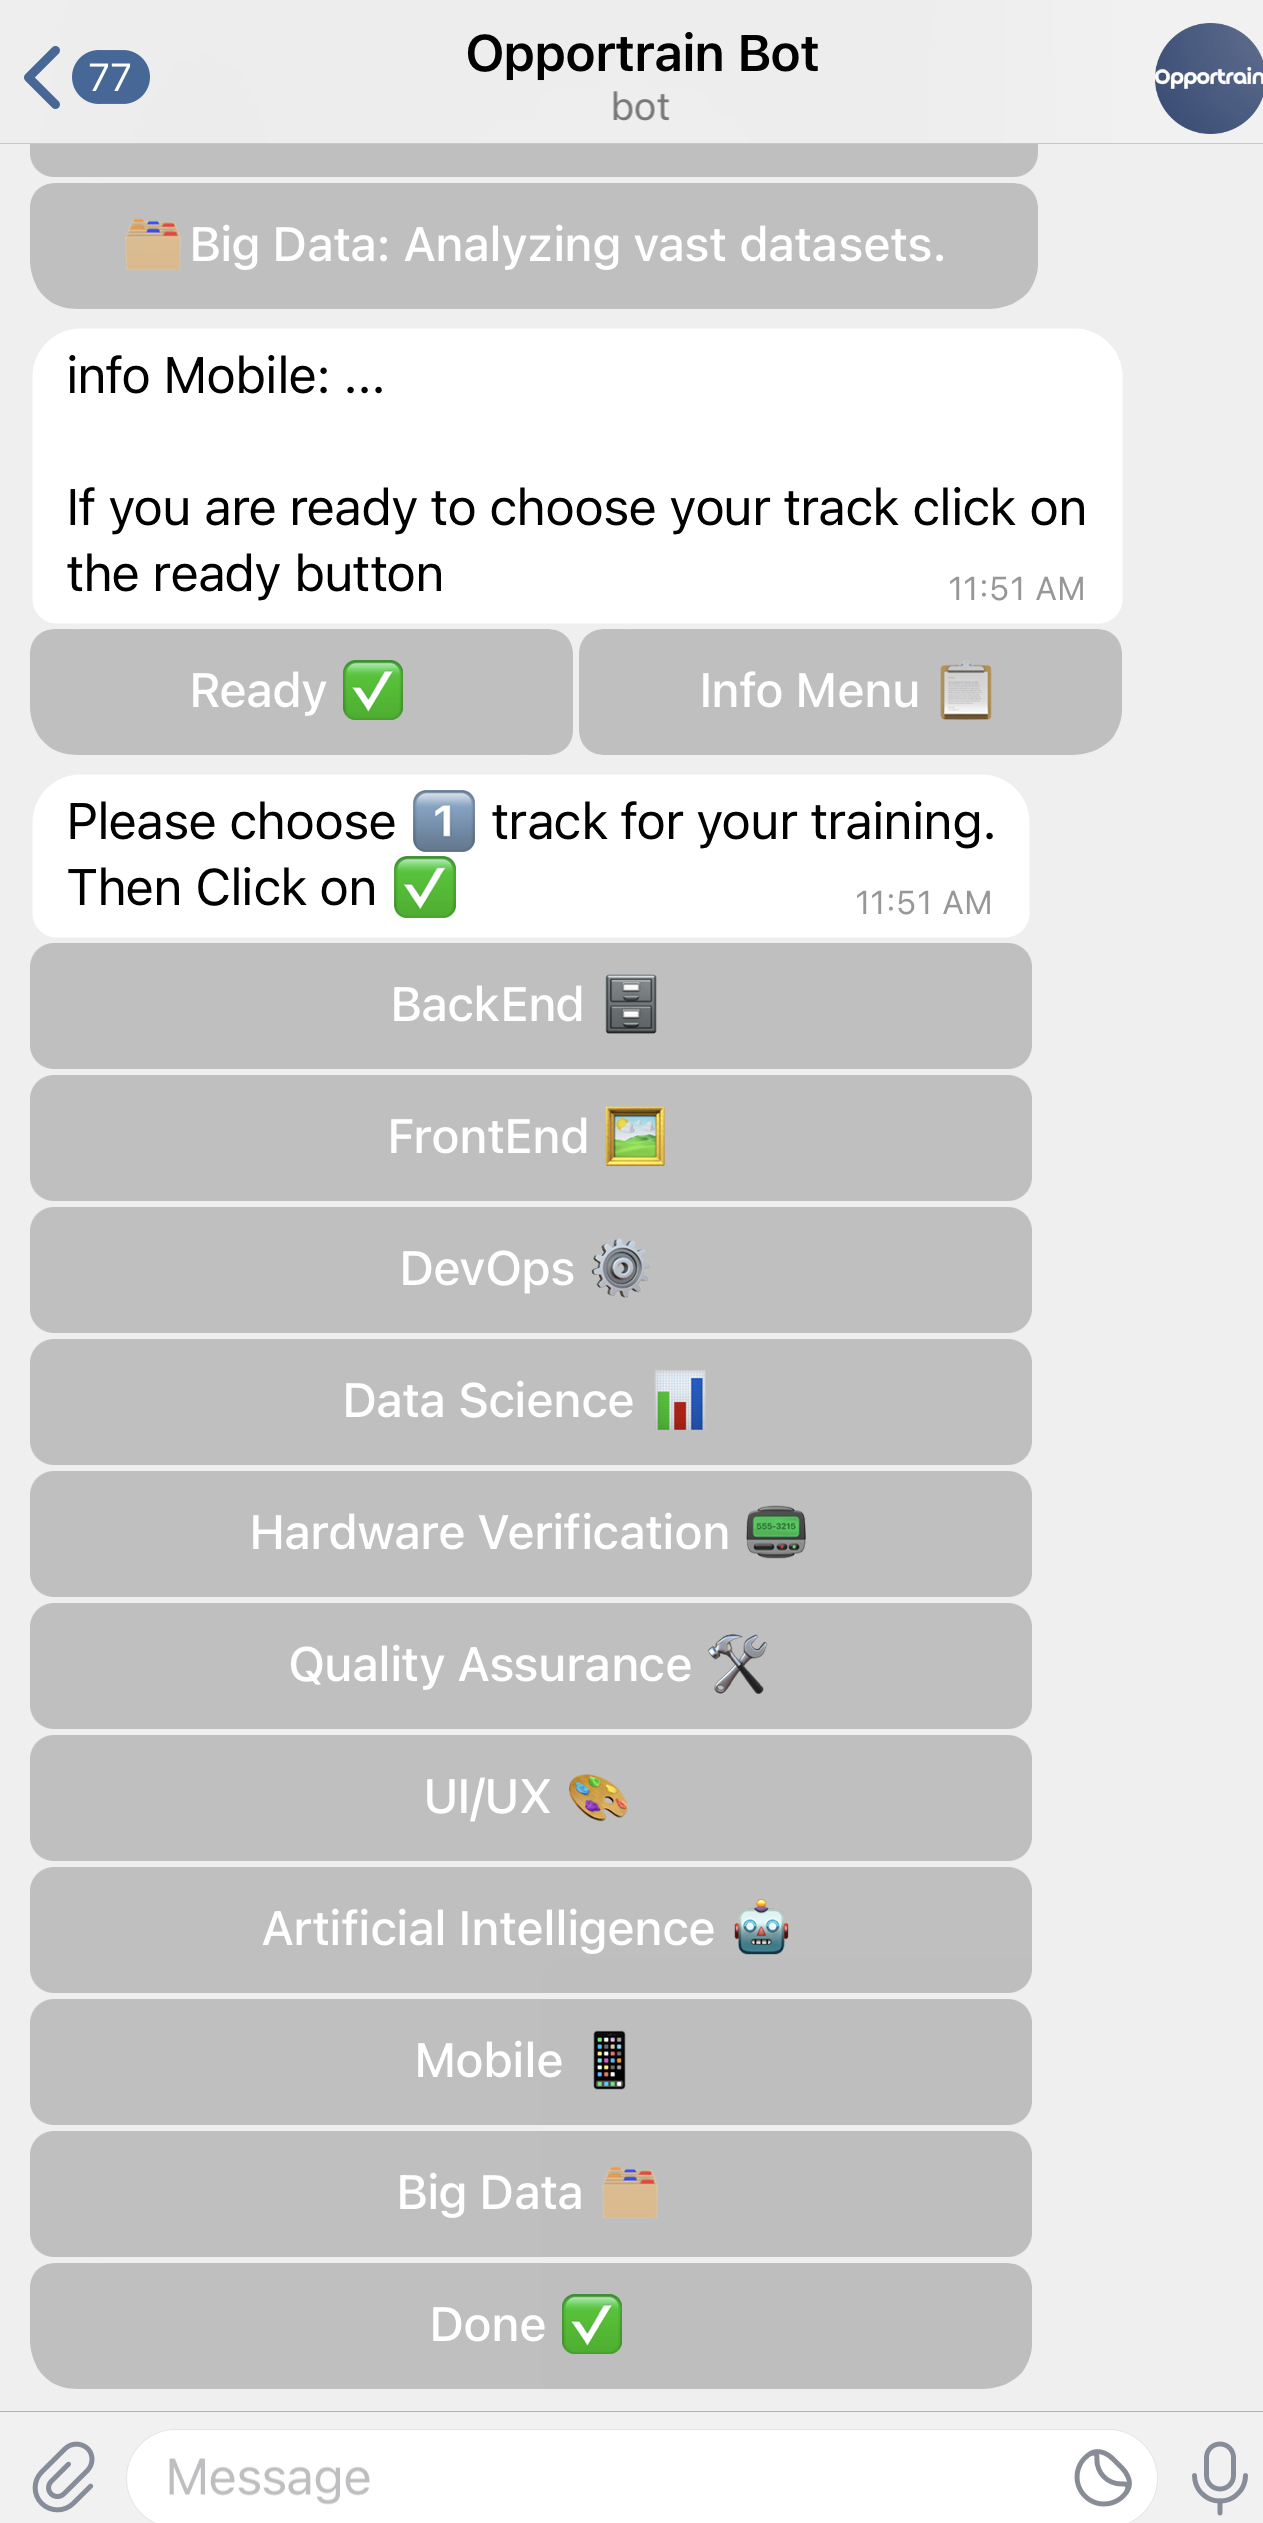 77
Opportrain Bot
bot
Opportrain
🗂️ Big Data: Analyzing vast datasets.
info Mobile: ...
If you are ready to choose your track click on
the ready button
11:51 AM
Ready ✅
Info Menu 📋
Please choose 1️⃣ track for your training.
Then Click on ✅
11:51 AM
BackEnd 🗄️
FrontEnd 🖼️
DevOps ⚙️
Data Science 📊
Hardware Verification 📟
Quality Assurance 🛠️
UI/UX 🎨
Artificial Intelligence 🤖
Mobile 📱
Big Data 🗂️
Done ✅
Message